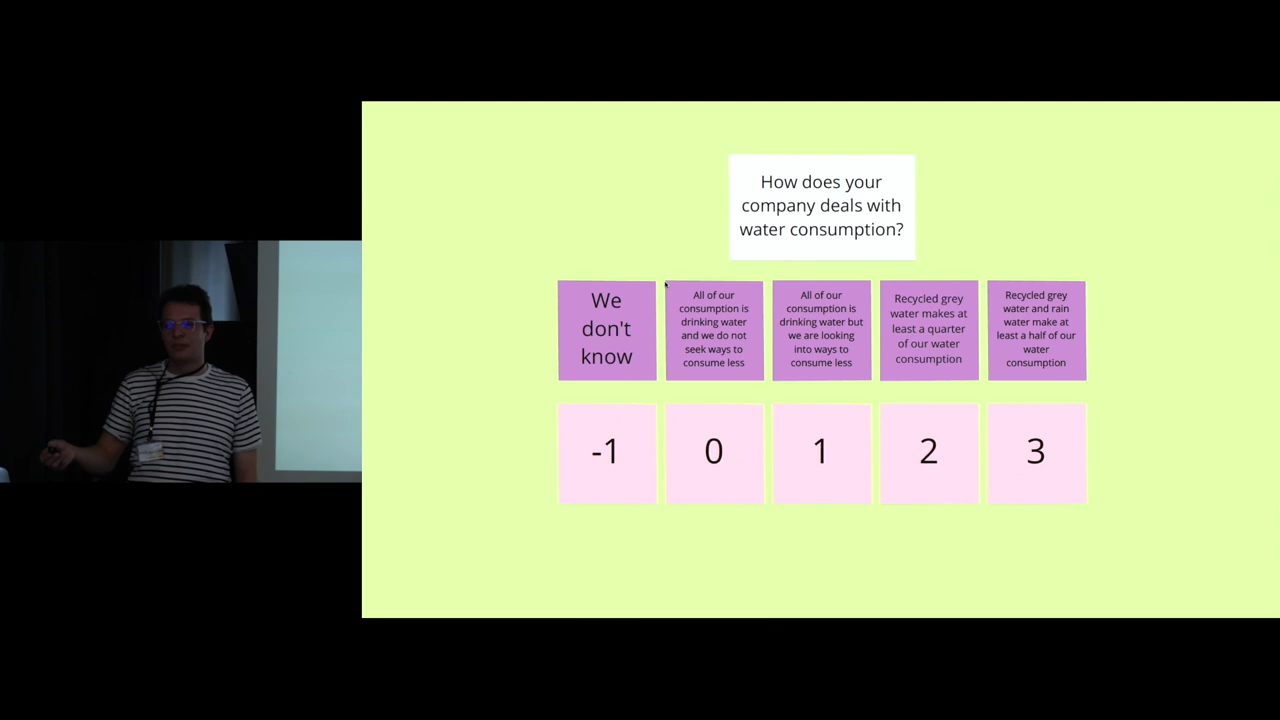 How does your
company deals with
water consumption?
We
don't
know
All of our
consumption is
drinking water
and we do not
seek ways to
consume less
All of our
consumption is
drinking water but
we are looking
into ways to
consume less
Recycled grey
water makes at
least a quarter
of our water
consumption
Recycled grey
water and rain
water make at
least a half of our
water
consumption
-1
0
1
2
3